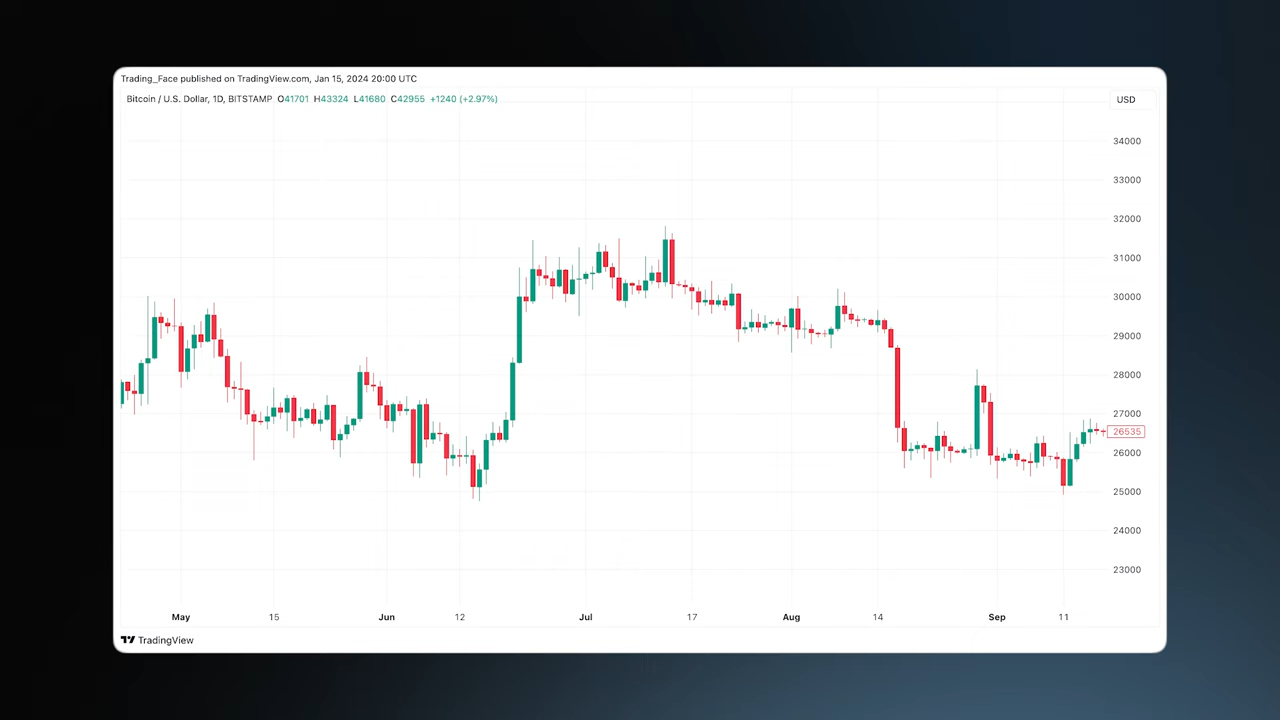 Trading_Face published on TradingView.com, Jan 15, 2024 20:00 UTC
Bitcoin / U.S. Dollar, 1D, BITSTAMP O41701 H43324 L41680 C42955 +1240 (+2.97%)
USD
34000
33000
32000
31000
30000
29000
28000
27000
26535
26000
25000
24000
23000
May 15 Jun 12 Jul 17 Aug 14 Sep 11
TradingView